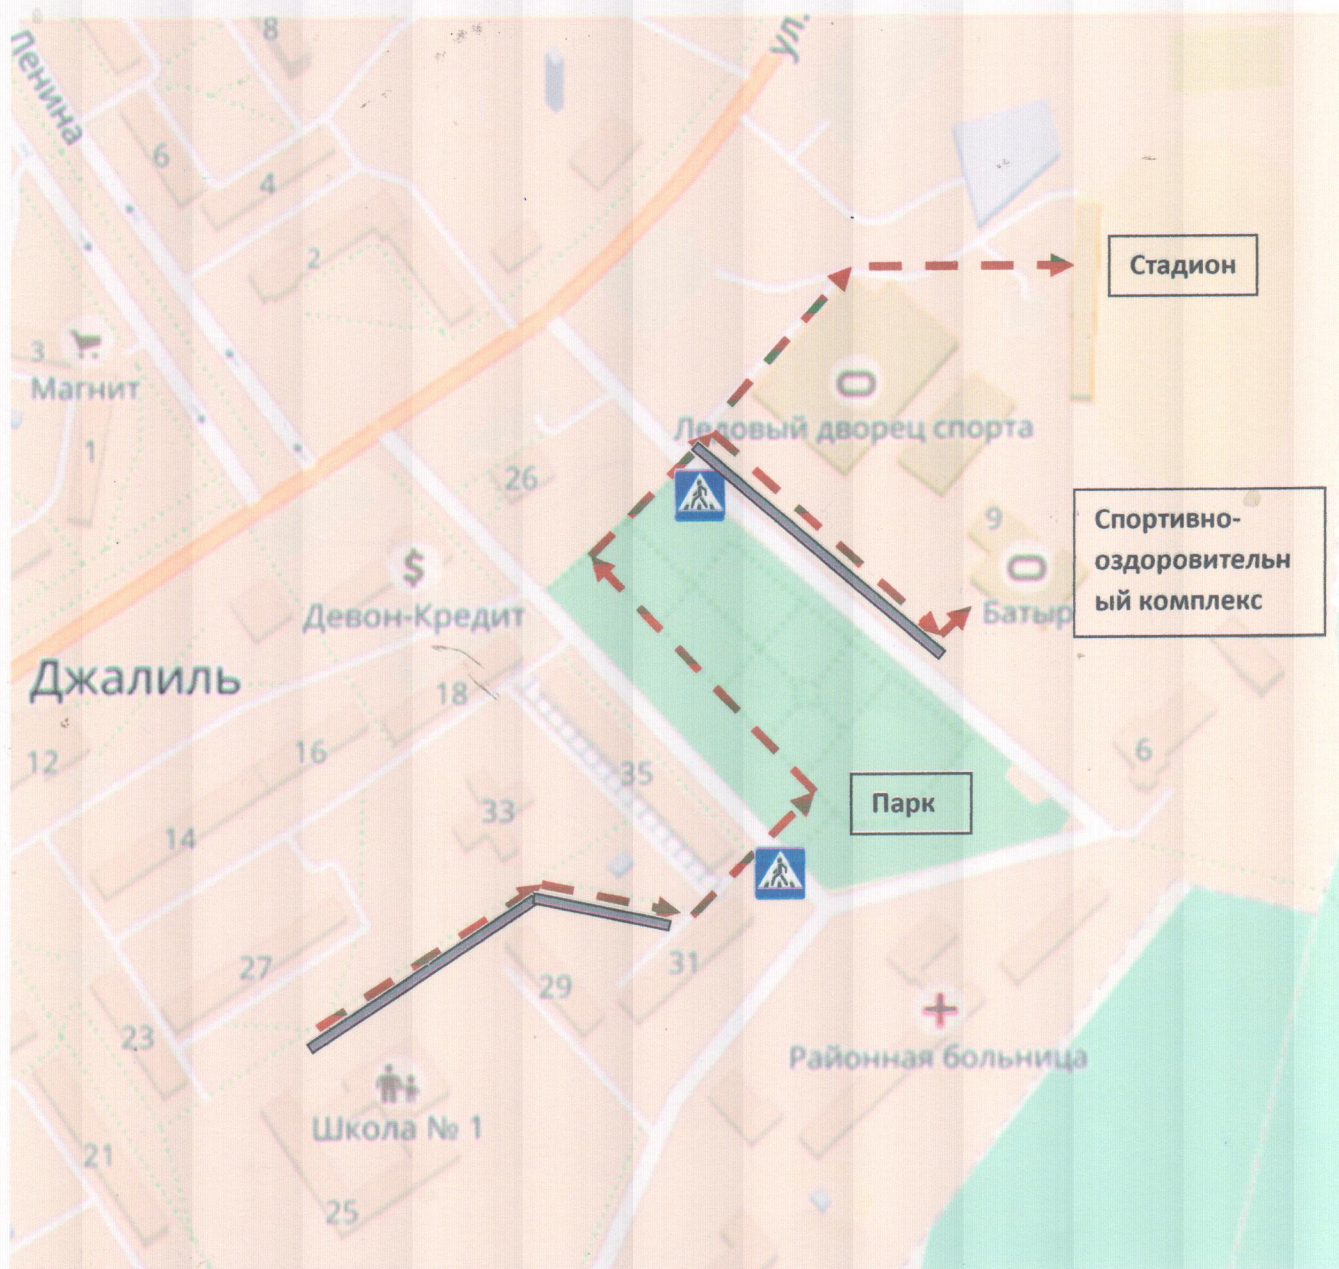 Ленина
8
ул.
6
4
2
Стадион
3
Магнит
1
Ледовый дворец спорта
26
9
Спортивно-
оздоровительн
ый комплекс
$
Девон-Кредит
Батыр
Джалиль
18
12
16
35
6
33
Парк
14
27
29
31
23
Районная больница
Школа № 1
21
25